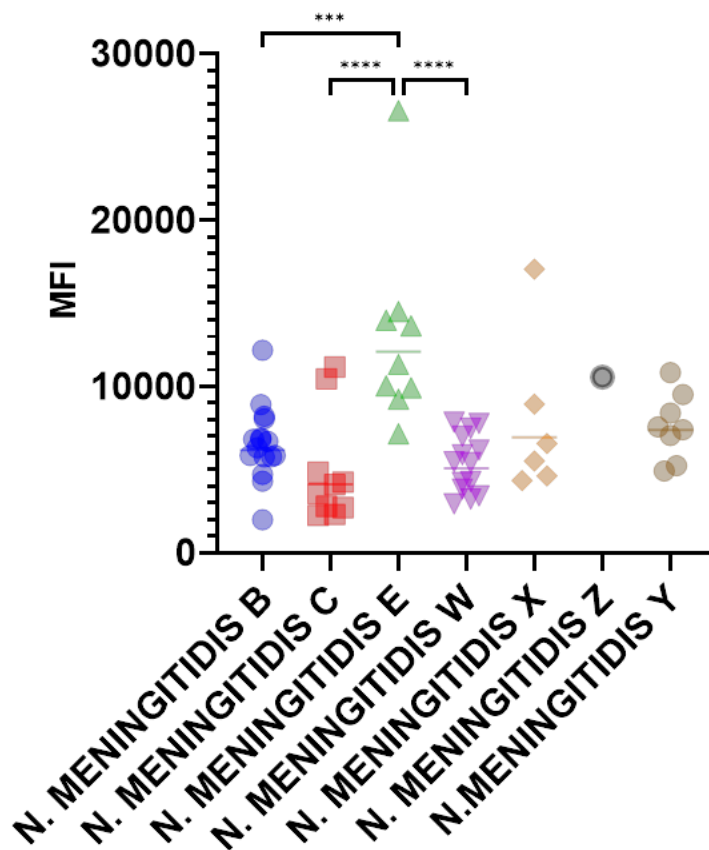 ***
30000
**** ****
20000
MFI
10000
0
N. MENINGITIDIS B
N. MENINGITIDIS C
N. MENINGITIDIS E
N. MENINGITIDIS W
N. MENINGITIDIS X
N. MENINGITIDIS Z
N.MENINGITIDIS Y